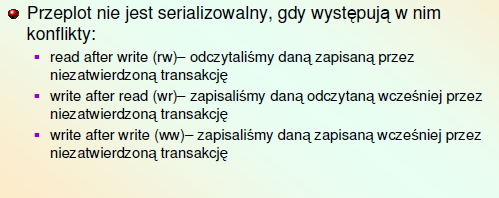 Przeplot nie jest serializowalny, gdy występują w nim
konflikty:
read after write (rw)– odczytaliśmy daną zapisaną przez
niezatwierdzoną transakcję
write after read (wr)– zapisaliśmy daną odczytaną wcześniej przez
niezatwierdzoną transakcję
write after write (ww)– zapisaliśmy daną zapisaną wcześniej przez
niezatwierdzoną transakcję